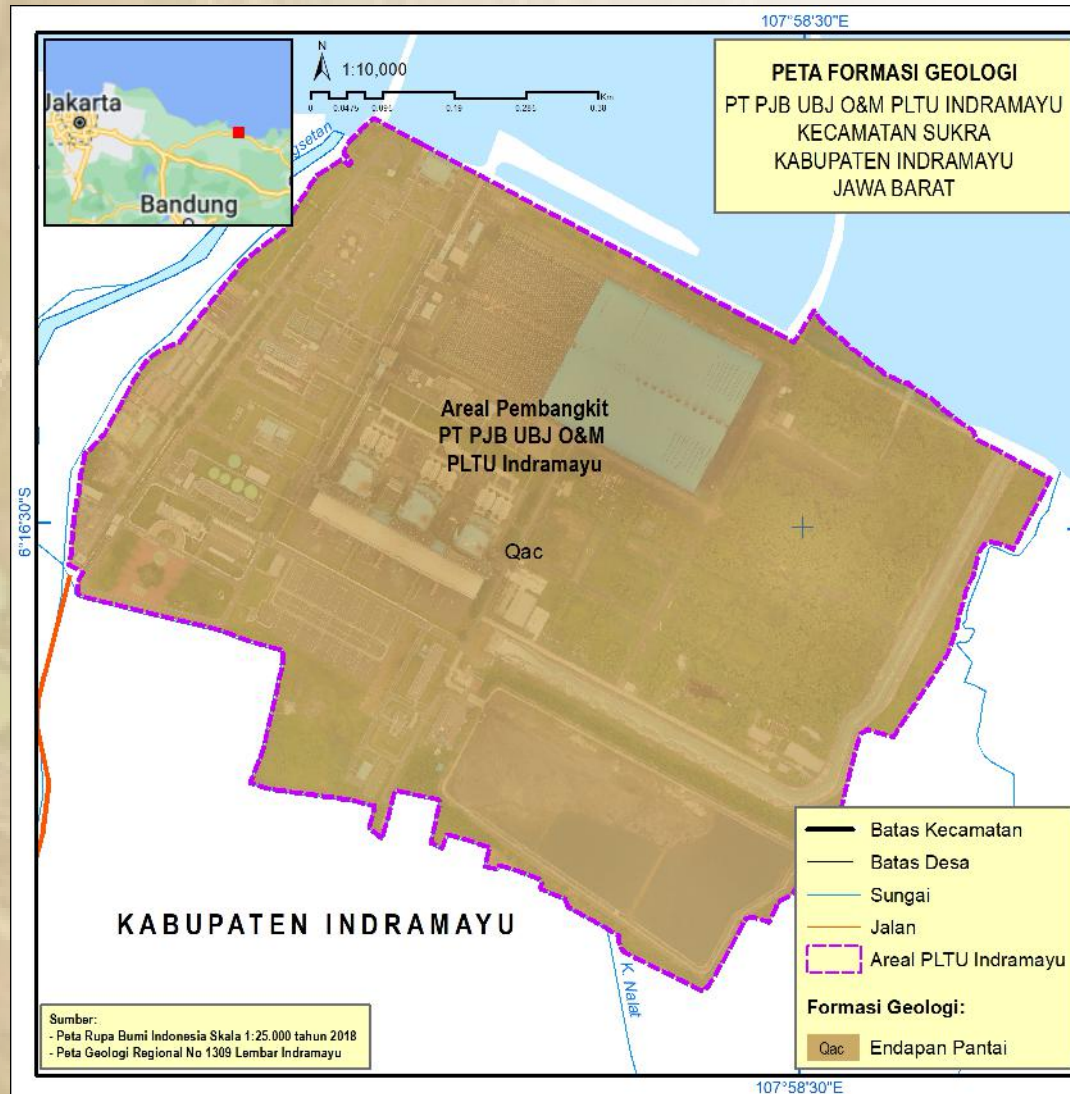 107°58'30"E
Jakarta
Bandung
N
1:10,000
0 0.0475 0.095 0.19 0.285 0.38
Km
PETA FORMASI GEOLOGI
PT PJB UBJ O&M PLTU INDRAMAYU
KECAMATAN SUKRA
KABUPATEN INDRAMAYU
JAWA BARAT
gsetan
Areal Pembangkit
PT PJB UBJ O&M
PLTU Indramayu
6°16'30"S
Qac
KABUPATEN INDRAMAYU
K. Nalat
Batas Kecamatan
Batas Desa
Sungai
Jalan
Areal PLTU Indramayu
Formasi Geologi:
Qac Endapan Pantai
Sumber:
- Peta Rupa Bumi Indonesia Skala 1:25.000 tahun 2018
- Peta Geologi Regional No 1309 Lembar Indramayu
107°58'30"E